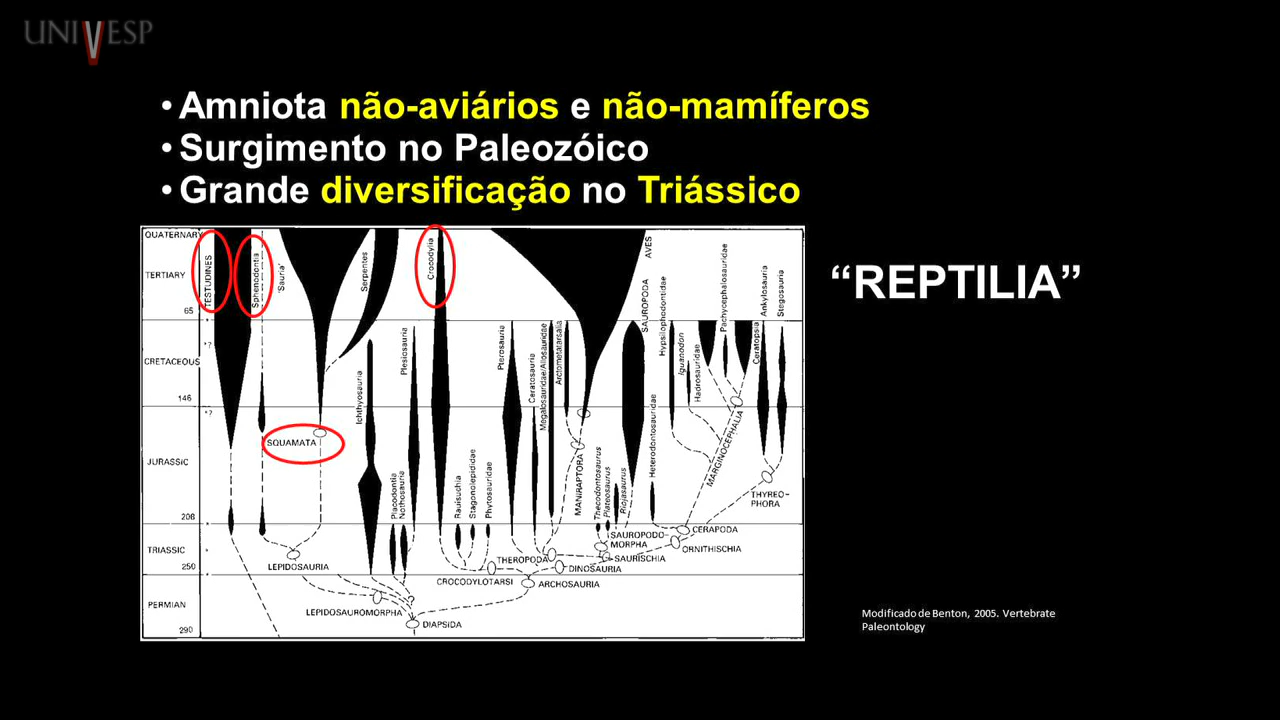 UNIVESP
• Amniota não-aviários e não-mamíferos
• Surgimento no Paleozóico
• Grande diversificação no Triássico
“REPTILIA”
QUATERNARY
TERTIARY
65
CRETACEOUS
146
JURASSIC
206
TRIASSIC
250
PERMIAN
290
TESTUDINES
Sphenodontia
'Sauria'
Serpentes
Crocodylia
AVES
SAUROPODA
Hypsilophodontidae
Iguanodon
Hadrosauridae
Pachycephalosauridae
Ceratopsia
Ankylosauria
Stegosauria
?
?
SQUAMATA
Ichthyosauria
Plesiosauria
Placodontia
Nothosauria
Rauisuchia
Stagonolepididae
Phytosauridae
Pterosauria
Ceratosauria
Megalosauridae/Allosauridae
Arctometatarsalia
MANIRAPTORA
Thecodontosaurus
Plateosaurus
Riojasaurus
Heterodontosauridae
MARGINOCEPHALIA
THYREO-
PHORA
CERAPODA
SAUROPODO-
MORPHA
ORNITHISCHIA
THEROPODA
SAURISCHIA
DINOSAURIA
LEPIDOSAURIA
CROCODYLOTARSI
ARCHOSAURIA
?
LEPIDOSAUROMORPHA
DIAPSIDA
Modificado de Benton, 2005. Vertebrate
Paleontology